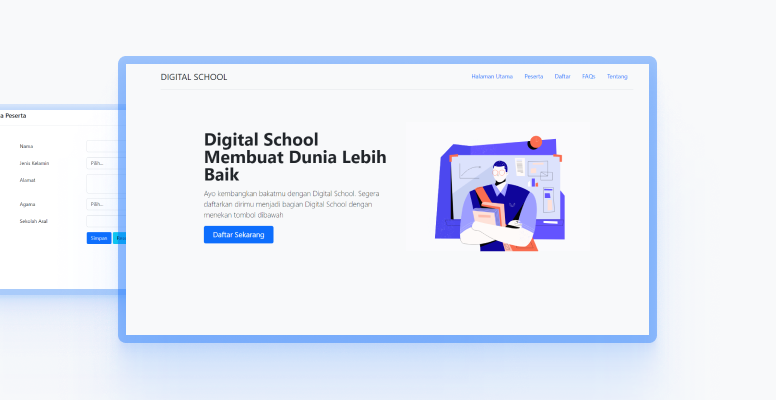 DIGITAL SCHOOL
Halaman Utama Peserta Daftar FAQs Tentang
Digital School
Membuat Dunia Lebih
Baik
Ayo kembangkan bakatmu dengan Digital School. Segera
daftarkan dirimu menjadi bagian Digital School dengan
menekan tombol dibawah
Daftar Sekarang
Peserta
Nama
Jenis Kelamin
Pilih...
Alamat
Agama
Pilih...
Sekolah Asal
Simpan